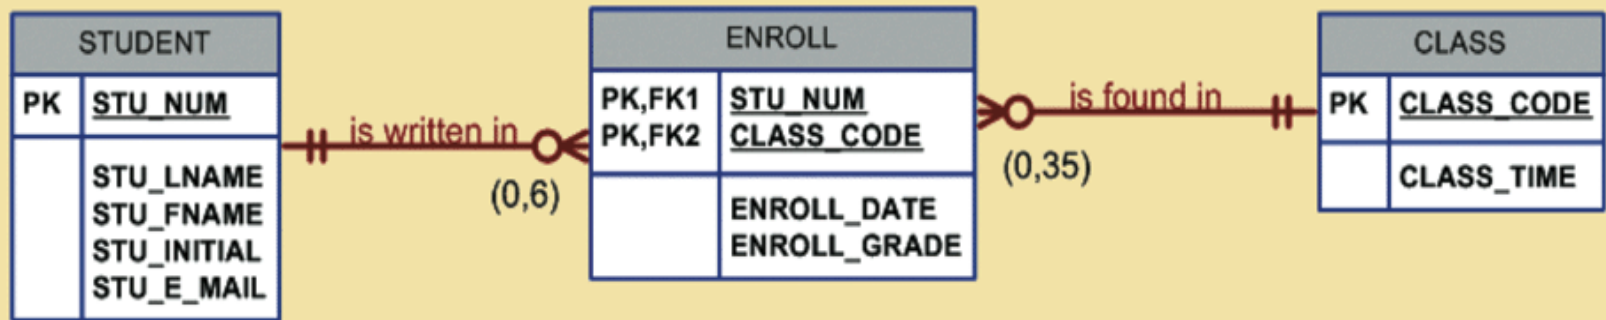 STUDENT
PK STU_NUM
STU_LNAME
STU_FNAME
STU_INITIAL
STU_E_MAIL
is written in
(0,6)
ENROLL
PK,FK1 STU_NUM
PK,FK2 CLASS_CODE
ENROLL_DATE
ENROLL_GRADE
is found in
(0,35)
CLASS
PK CLASS_CODE
CLASS_TIME